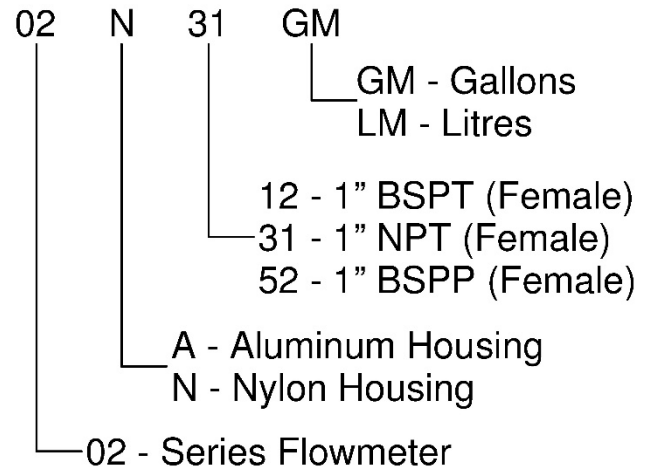 02 N 31 GM
GM - Gallons
LM - Litres
12 - 1” BSPT (Female)
31 - 1” NPT (Female)
52 - 1” BSPP (Female)
A - Aluminum Housing
N - Nylon Housing
02 - Series Flowmeter